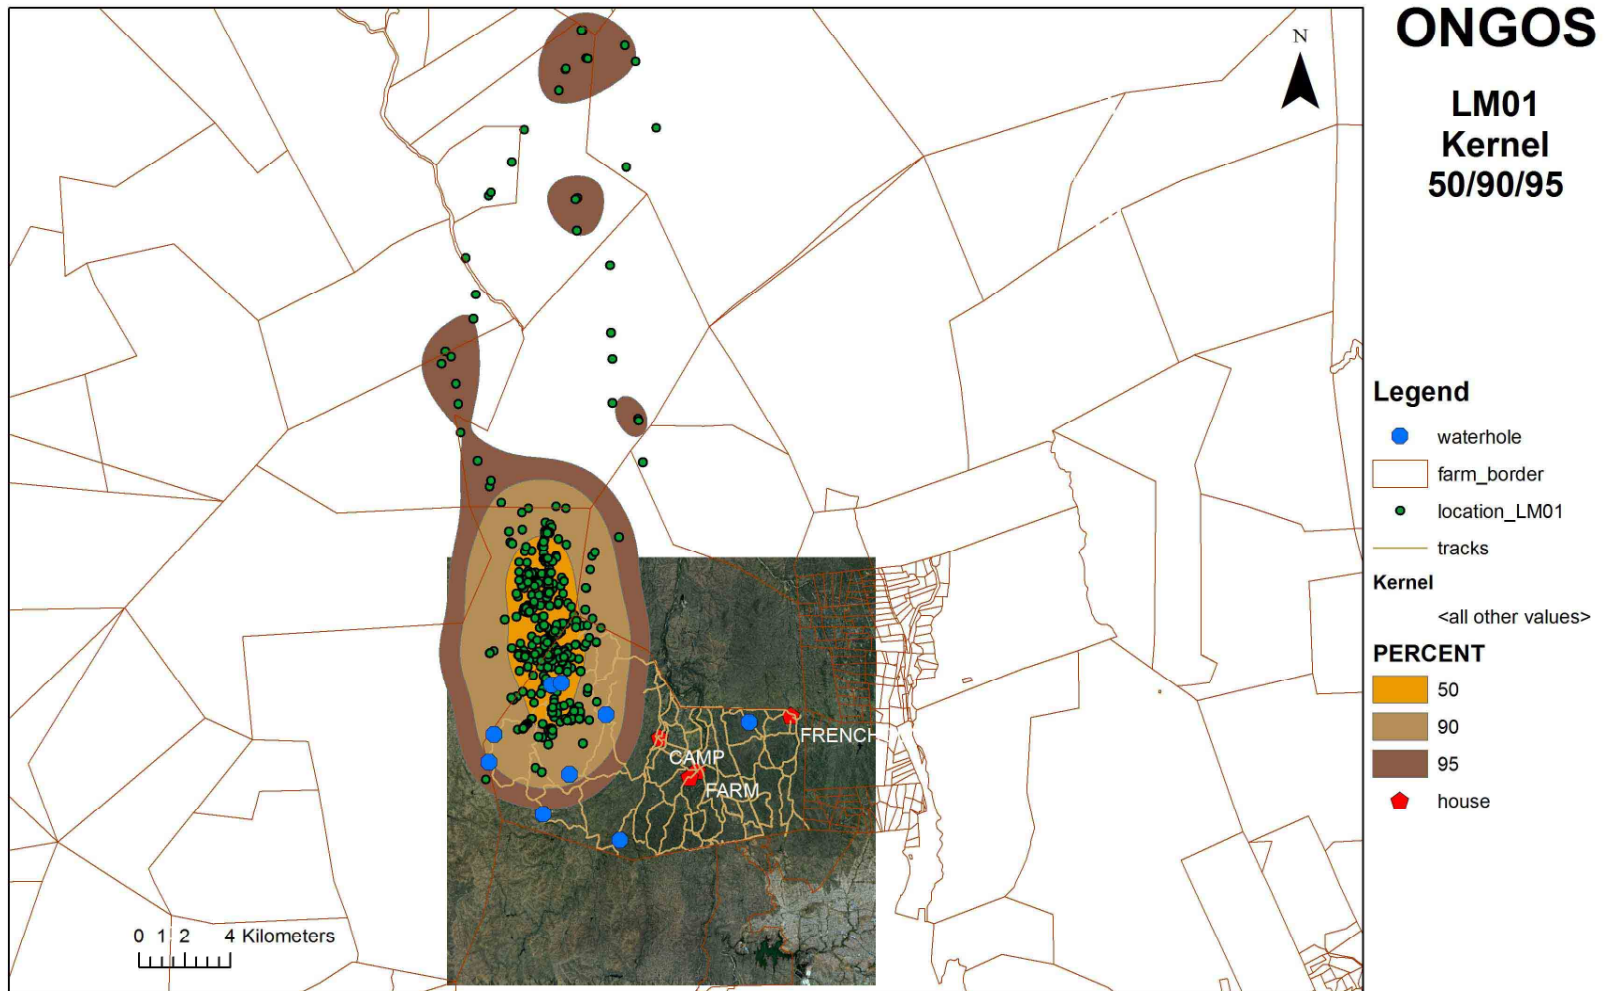 ONGOS
LM01
Kernel
50/90/95
N
Legend
waterhole
farm_border
location_LM01
tracks
Kernel
<all other values>
PERCENT
50
90
95
house
FRENCH
CAMP
FARM
0 1 2 4 Kilometers